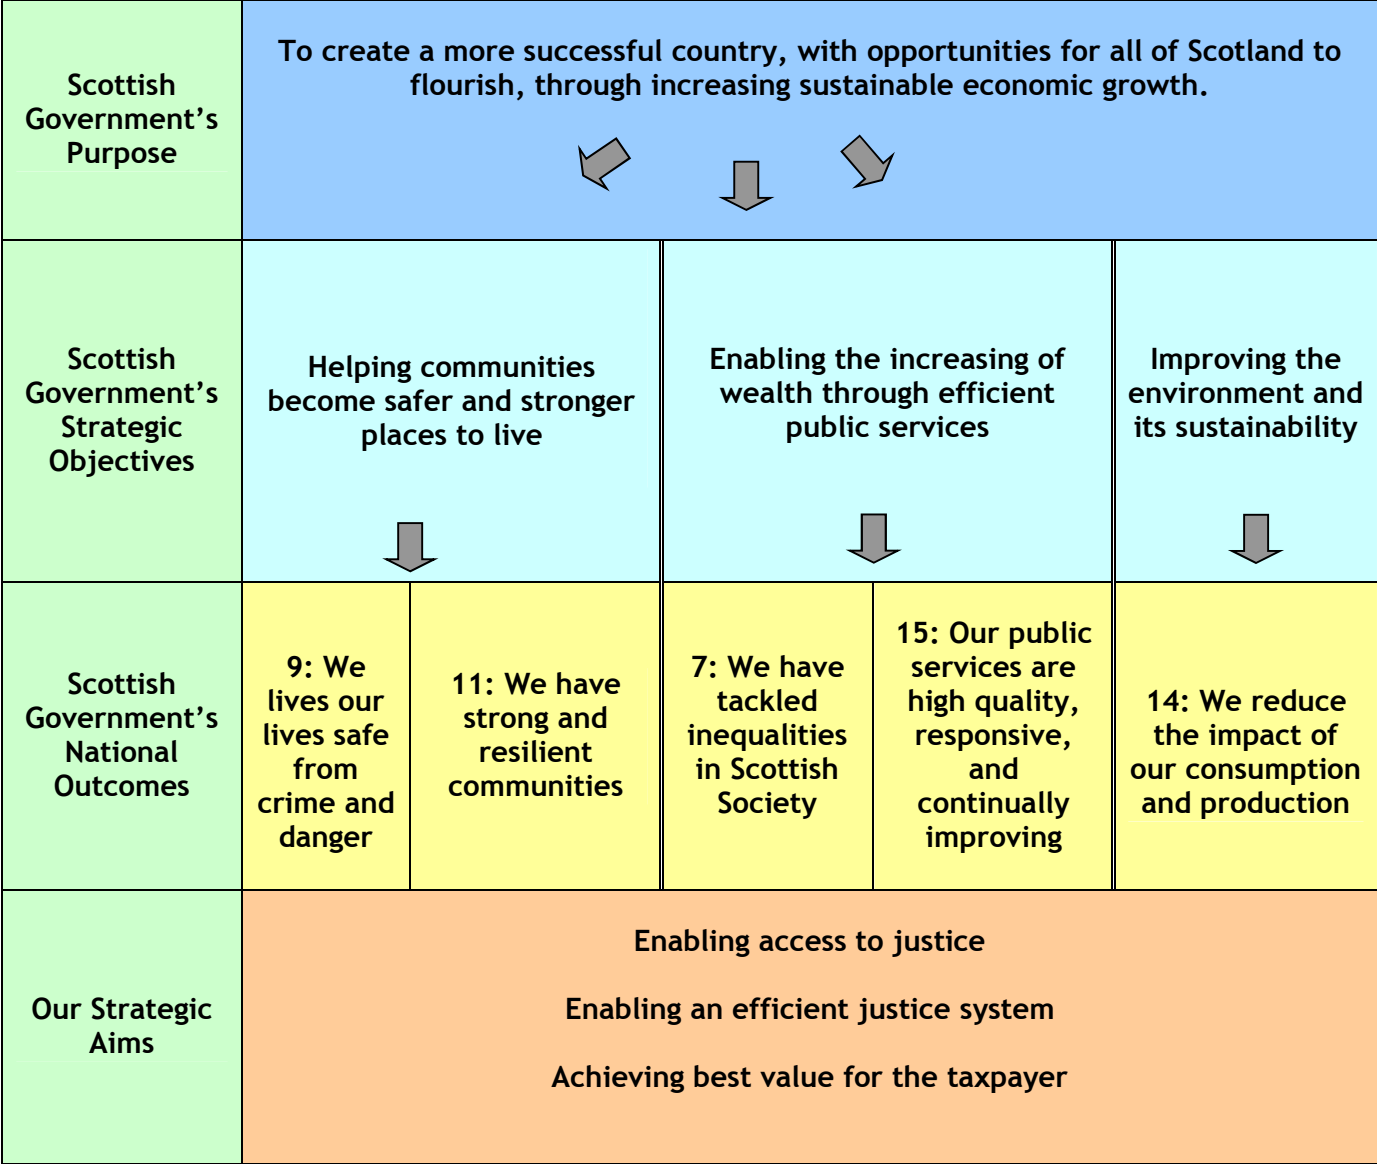 Scottish
Government’s
Purpose
To create a more successful country, with opportunities for all of Scotland to
flourish, through increasing sustainable economic growth.
Scottish
Government’s
Strategic
Objectives
Helping communities
become safer and stronger
places to live
Enabling the increasing of
wealth through efficient
public services
Improving the
environment and
its sustainability
Scottish
Government’s
National
Outcomes
9: We
lives our
lives safe
from
crime and
danger
11: We have
strong and
resilient
communities
7: We have
tackled
inequalities
in Scottish
Society
15: Our public
services are
high quality,
responsive,
and
continually
improving
14: We reduce
the impact of
our consumption
and production
Our Strategic
Aims
Enabling access to justice
Enabling an efficient justice system
Achieving best value for the taxpayer